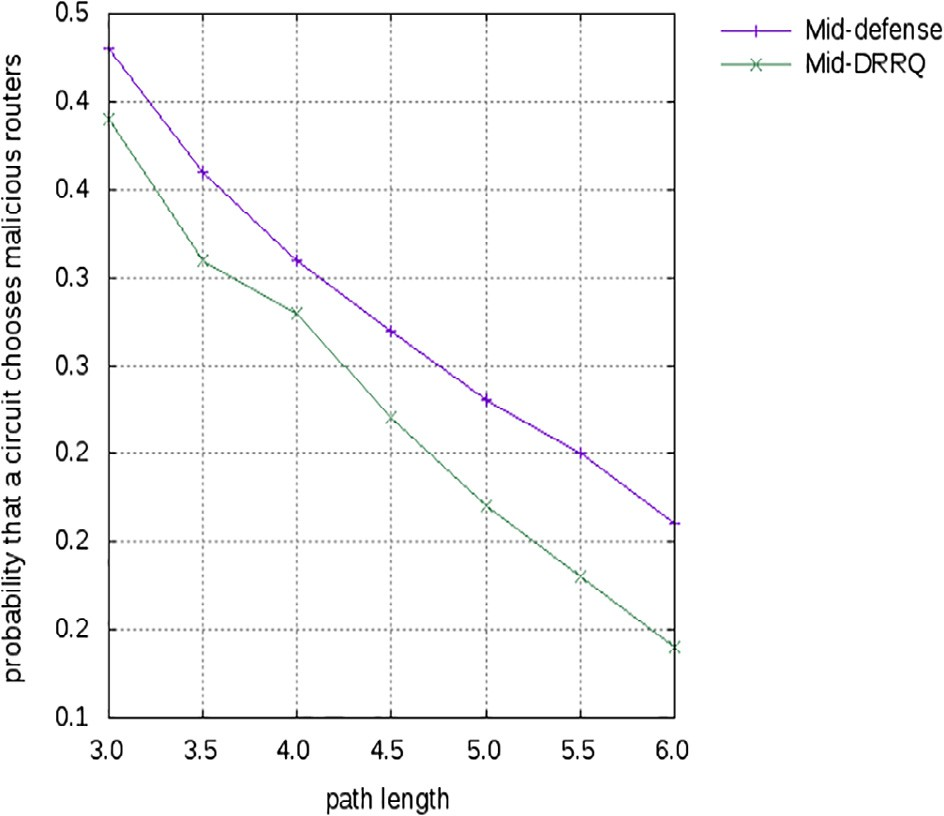 probability that a circuit chooses malicious routers
0.5
0.4
0.4
0.3
0.3
0.2
0.2
0.2
0.1
3.0 3.5 4.0 4.5 5.0 5.5 6.0
path length
Mid-defense
Mid-DRRQ